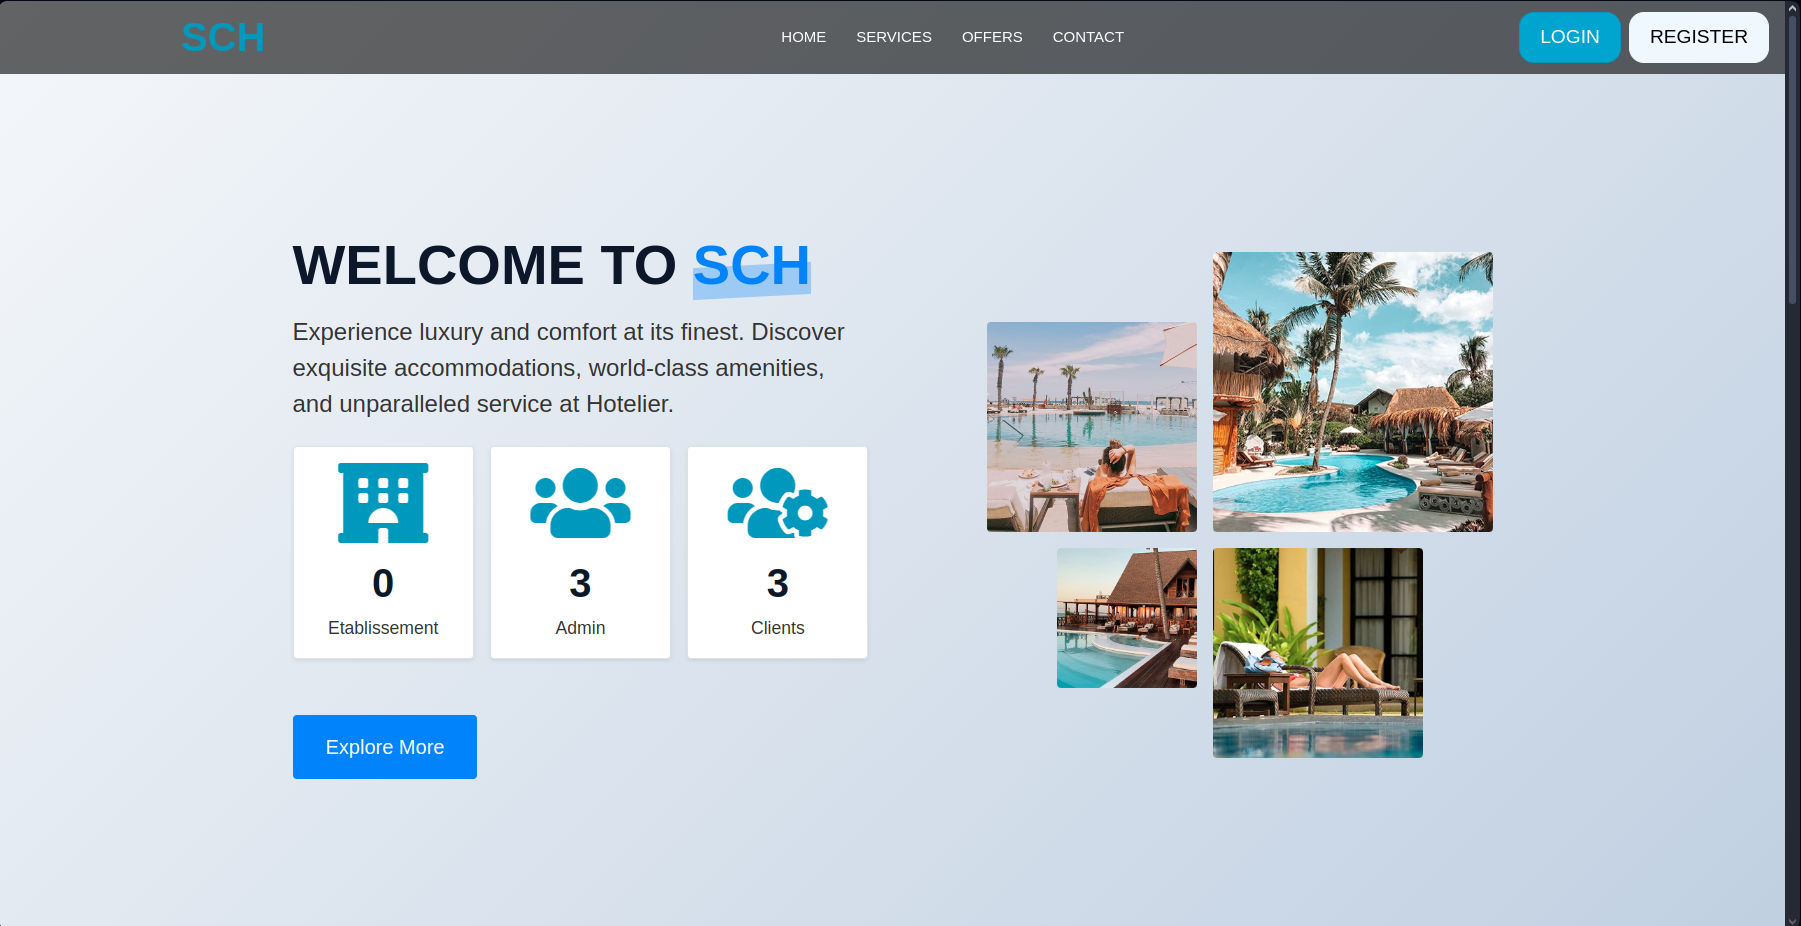 SCH
HOME SERVICES OFFERS CONTACT
LOGIN REGISTER
WELCOME TO SCH
Experience luxury and comfort at its finest. Discover
exquisite accommodations, world-class amenities,
and unparalleled service at Hotelier.
0
Etablissement
3
Admin
3
Clients
Explore More